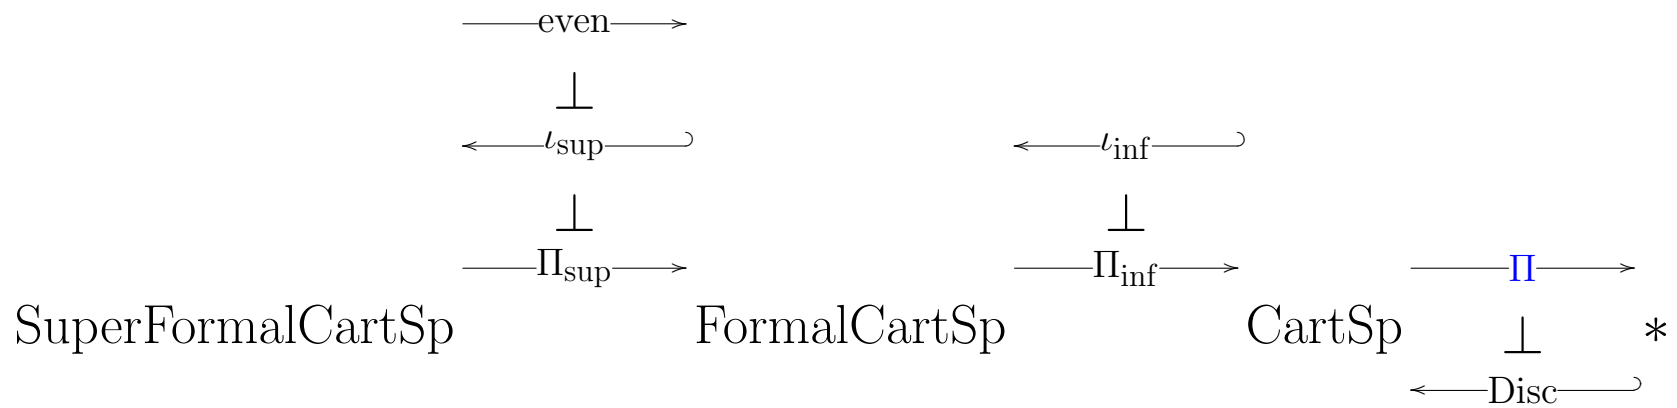 even
⊥
ι_sup ι_inf
⊥ ⊥
Π_sup Π_inf Π
SuperFormalCartSp FormalCartSp CartSp ⊥ *
Disc